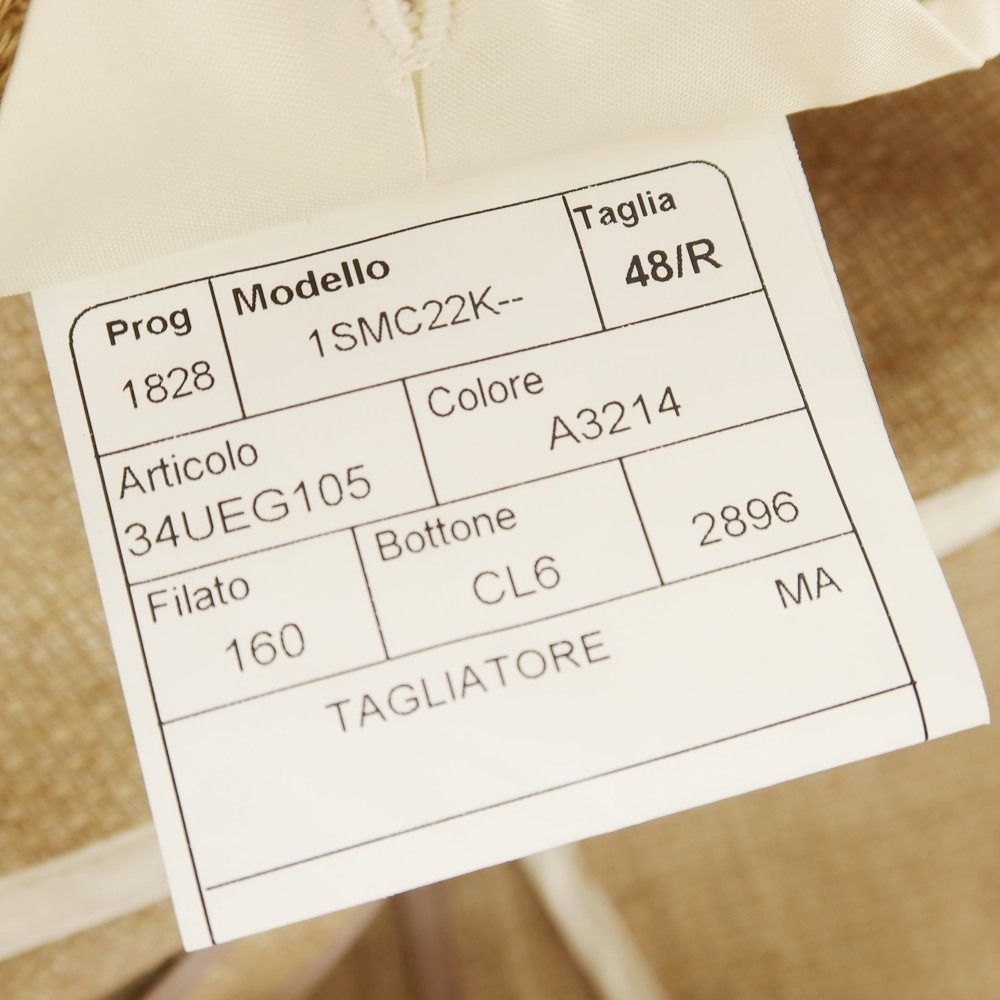 Prog
1828
Modello
1SMC22K--
Taglia
48/R
Articolo
34UEG105
Colore
A3214
Filato
160
Bottone
CL6
2896
MA
TAGLIATORE